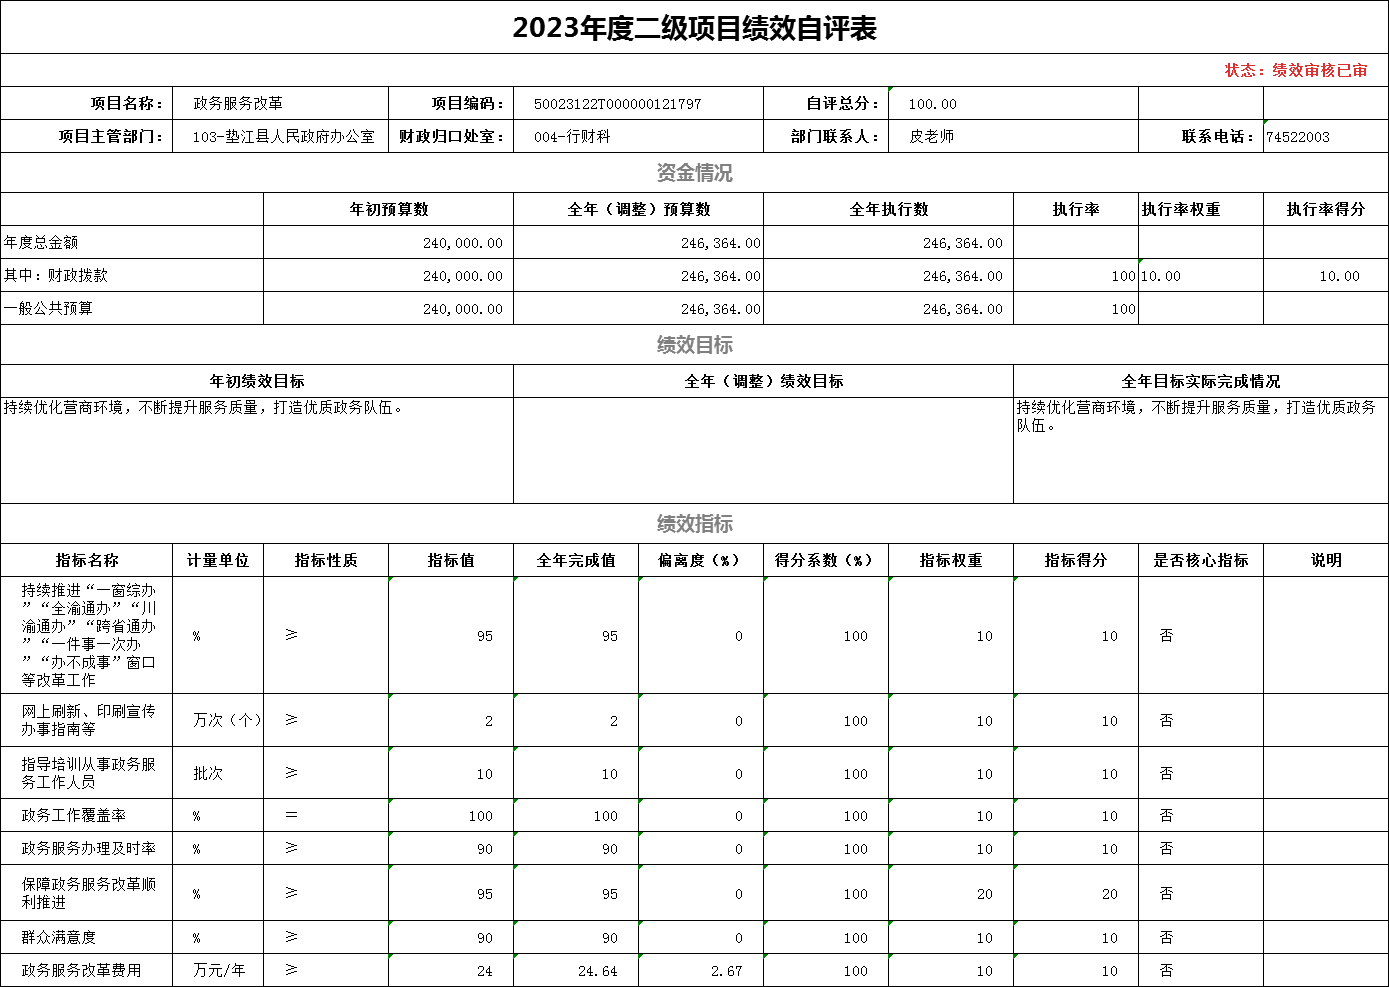 2023年度二级项目绩效自评表
状态：绩效审核已审
项目名称： 政务服务改革 项目编码： 50023122T000000121797 自评总分： 100.00
项目主管部门： 103-垫江县人民政府办公室 财政归口处室： 004-行财科 部门联系人： 皮老师 联系电话： 74522003
资金情况
年初预算数 全年（调整）预算数 全年执行数 执行率 执行率权重 执行率得分
年度总金额 240,000.00 246,364.00 246,364.00
其中：财政拨款 240,000.00 246,364.00 246,364.00 100 10.00 10.00
一般公共预算 240,000.00 246,364.00 246,364.00 100
绩效目标
年初绩效目标 全年（调整）绩效目标 全年目标实际完成情况
持续优化营商环境，不断提升服务质量，打造优质政务队伍。 持续优化营商环境，不断提升服务质量，打造优质政务
队伍。
绩效指标
指标名称 计量单位 指标性质 指标值 全年完成值 偏离度（%） 得分系数（%） 指标权重 指标得分 是否核心指标 说明
持续推进“一窗综办
”“全渝通办”“川
渝通办”“跨省通办
”“一件事一次办
”“办不成事”窗口
等改革工作
% ≥ 95 95 0 100 10 10 否
网上刷新、印刷宣传
办事指南等
万次（个） ≥ 2 2 0 100 10 10 否
指导培训从事政务服
务工作人员
批次 ≥ 10 10 0 100 10 10 否
政务工作覆盖率 % ＝ 100 100 0 100 10 10 否
政务服务办理及时率 % ≥ 90 90 0 100 10 10 否
保障政务服务改革顺
利推进
% ≥ 95 95 0 100 20 20 否
群众满意度 % ≥ 90 90 0 100 10 10 否
政务服务改革费用 万元/年 ≥ 24 24.64 2.67 100 10 10 否